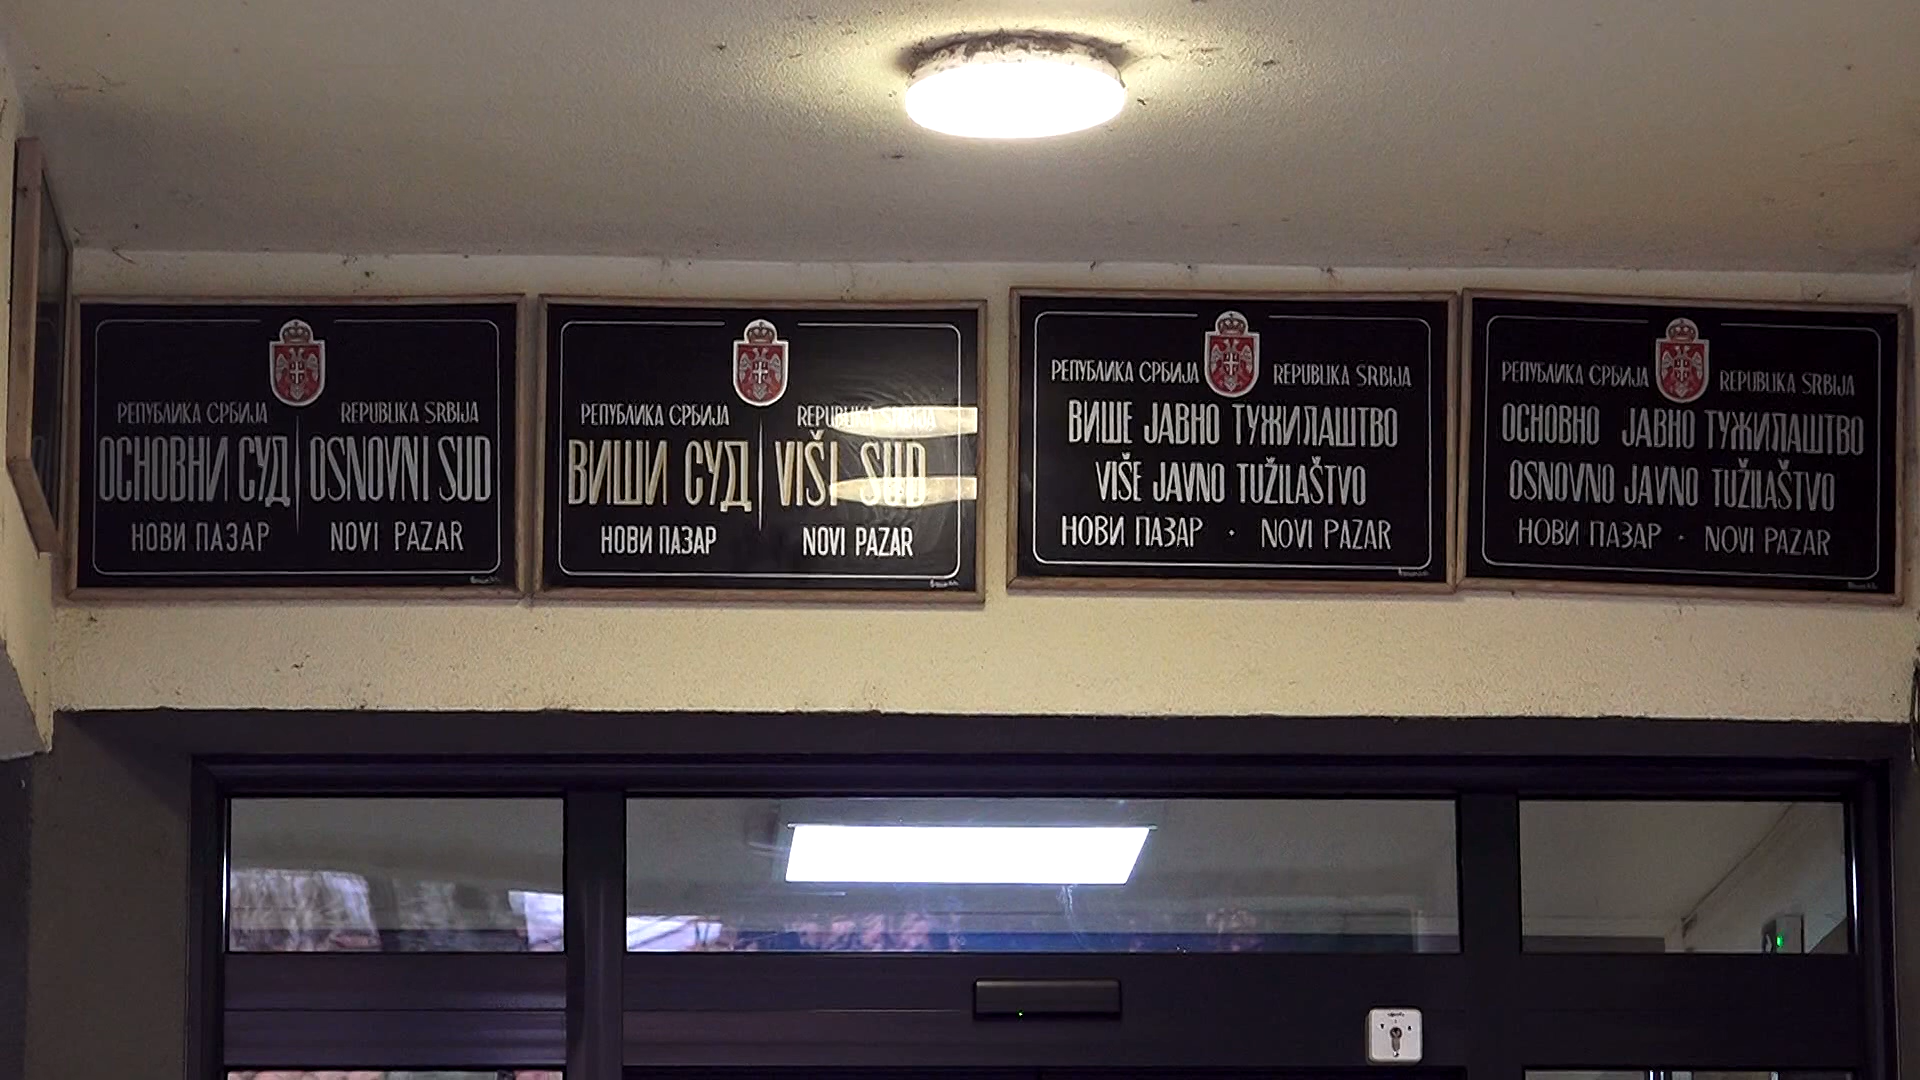 РЕПУБЛИКА СРБИЈА
ОСНОВНИ СУД
НОВИ ПАЗАР
REPUBLIKA SRBIJA
OSNOVNI SUD
NOVI PAZAR
РЕПУБЛИКА СРБИЈА
ВИШИ СУД
НОВИ ПАЗАР
REPUBLIKA SRBIJA
VIŠI SUD
NOVI PAZAR
РЕПУБЛИКА СРБИЈА REPUBLIKA SRBIJA
ВИШЕ ЈАВНО ТУЖИЛАШТВО
VIŠE JAVNO TUŽILAŠTVO
НОВИ ПАЗАР · NOVI PAZAR
РЕПУБЛИКА СРБИЈА REPUBLIKA SRBIJA
ОСНОВНО ЈАВНО ТУЖИЛАШТВО
OSNOVNO JAVNO TUŽILAŠTVO
НОВИ ПАЗАР · NOVI PAZAR